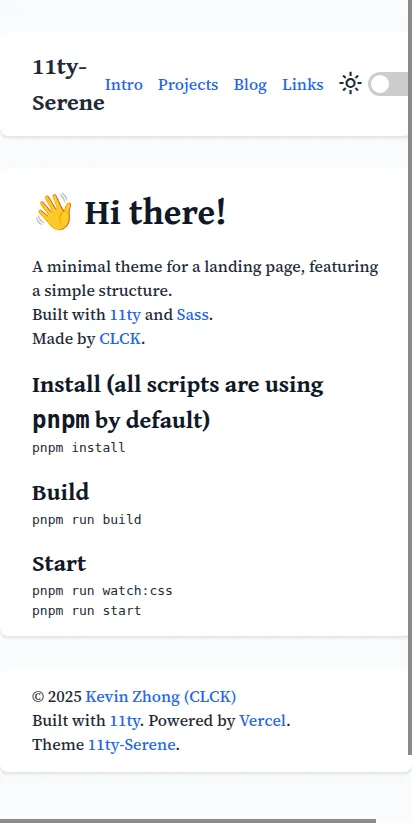 11ty-
Serene
Intro Projects Blog Links
👋 Hi there!
A minimal theme for a landing page, featuring
a simple structure.
Built with 11ty and Sass.
Made by CLCK.
Install (all scripts are using
pnpm by default)
pnpm install
Build
pnpm run build
Start
pnpm run watch:css
pnpm run start
© 2025 Kevin Zhong (CLCK)
Built with 11ty. Powered by Vercel.
Theme 11ty-Serene.